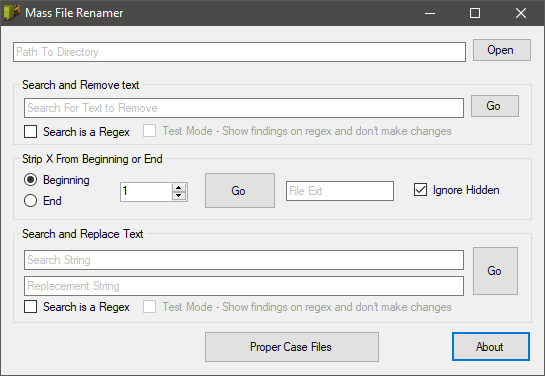 Mass File Renamer
Path To Directory
Open
Search and Remove text
Search For Text to Remove
Go
Search is a Regex
Test Mode - Show findings on regex and don't make changes
Strip X From Beginning or End
Beginning
End
1
Go
File Ext
Ignore Hidden
Search and Replace Text
Search String
Replacement String
Go
Search is a Regex
Test Mode - Show findings on regex and don't make changes
Proper Case Files
About